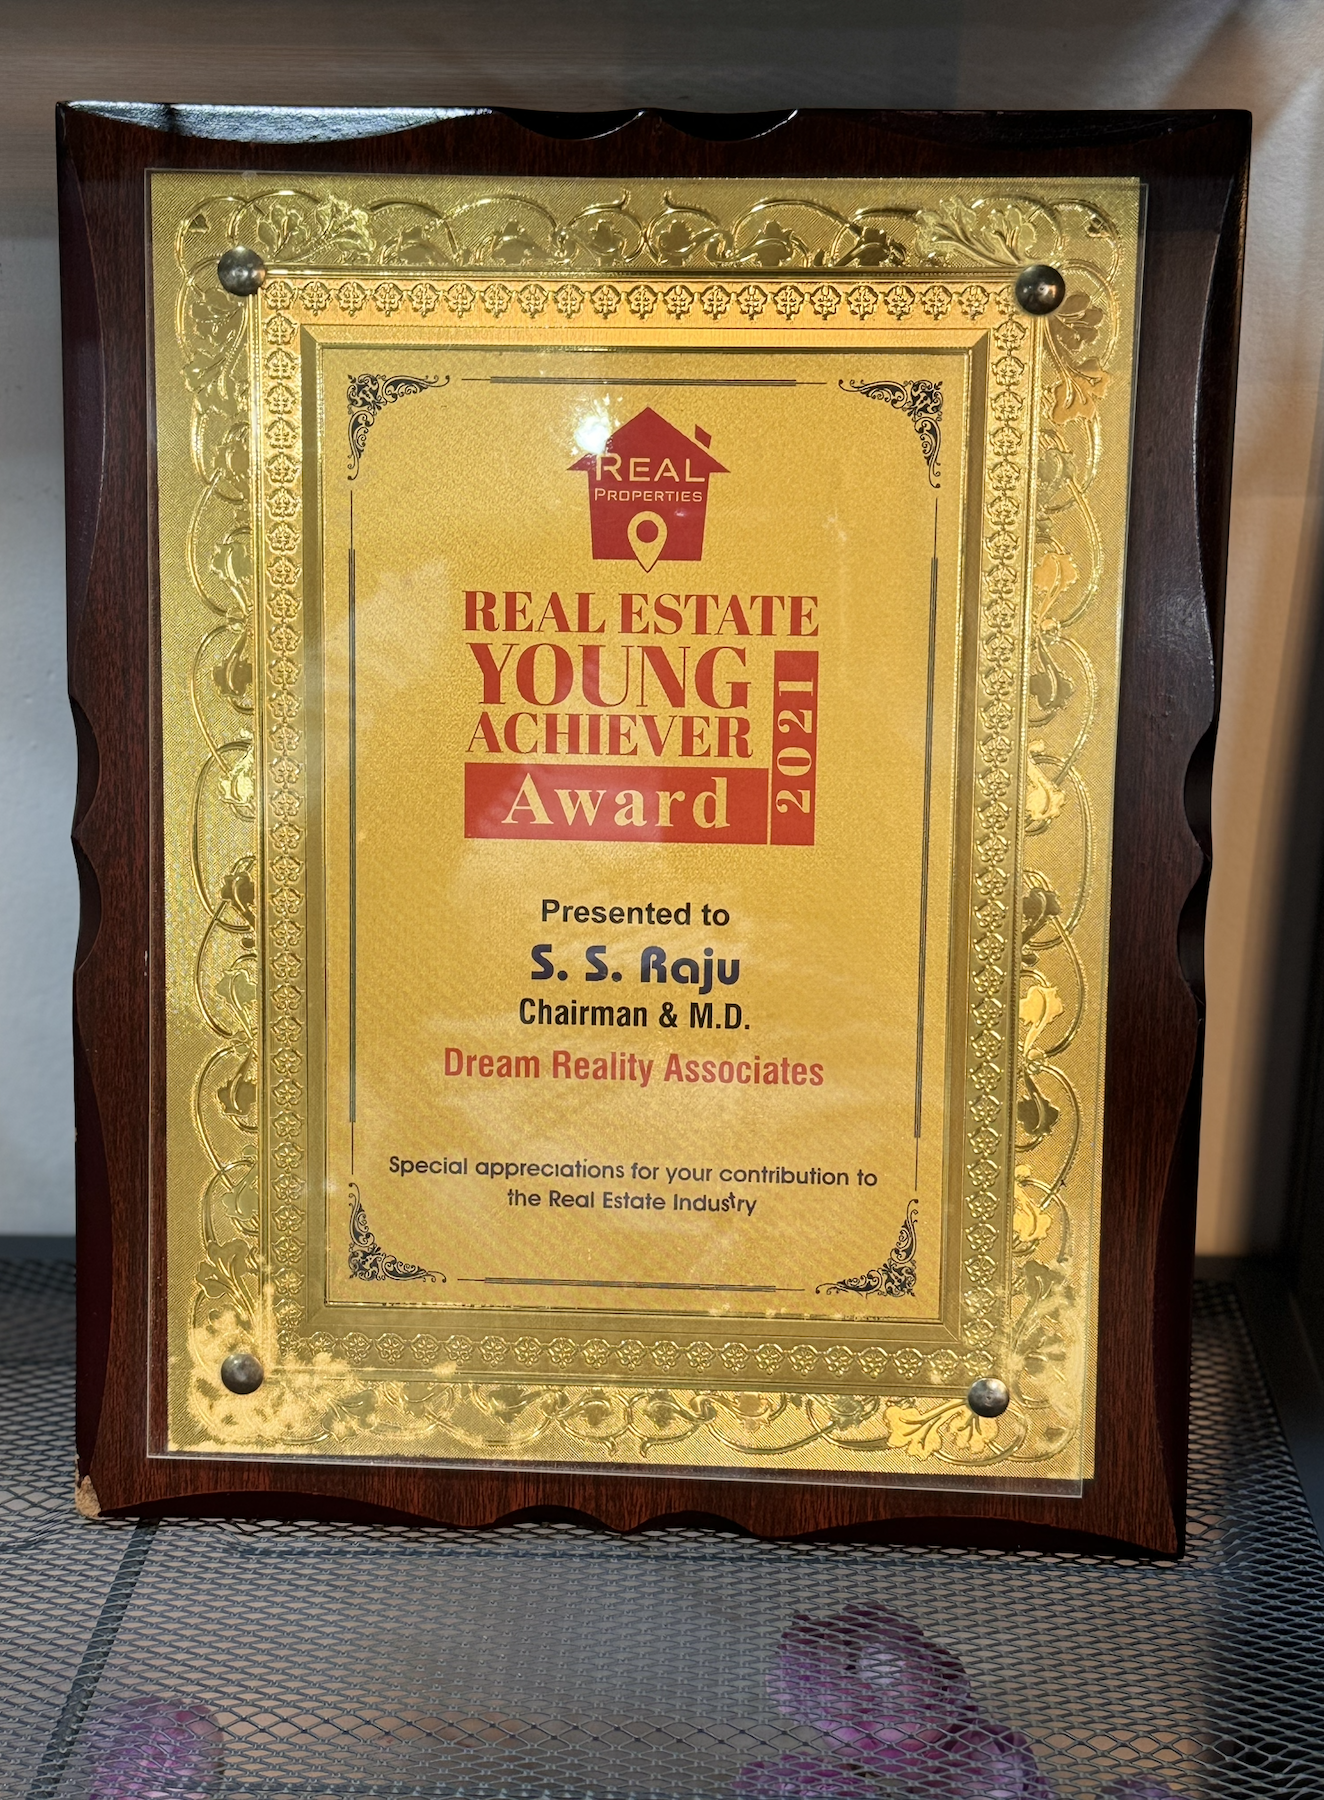 REAL
PROPERTIES
REAL ESTATE
YOUNG
ACHIEVER
Award
2021
Presented to
S. S. Raju
Chairman & M.D.
Dream Reality Associates
Special appreciations for your contribution to
the Real Estate Industry